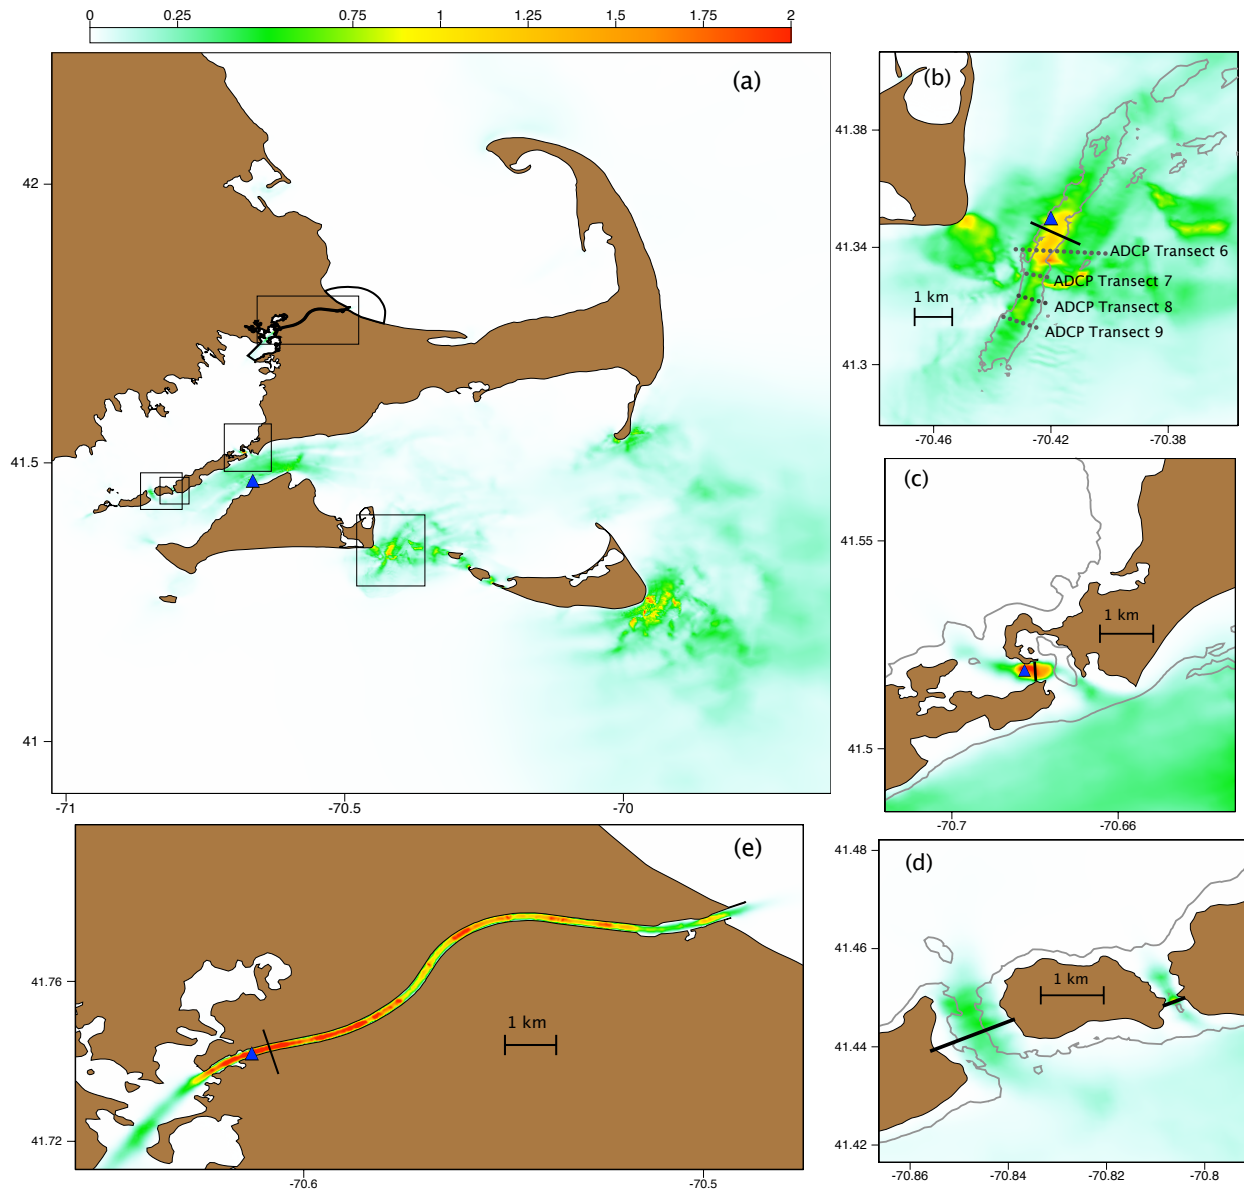 0 0.25 0.75 1 1.25 1.5 1.75 2
(a)
42
41.5
41
-71 -70.5 -70
(b)
41.38
41.34
41.3
ADCP Transect 6
ADCP Transect 7
ADCP Transect 8
ADCP Transect 9
1 km
-70.46 -70.42 -70.38
(c)
41.55
41.5
1 km
-70.7 -70.66
(e)
41.76
41.72
1 km
-70.6 -70.5
(d)
41.48
41.46
41.44
41.42
1 km
-70.86 -70.84 -70.82 -70.8